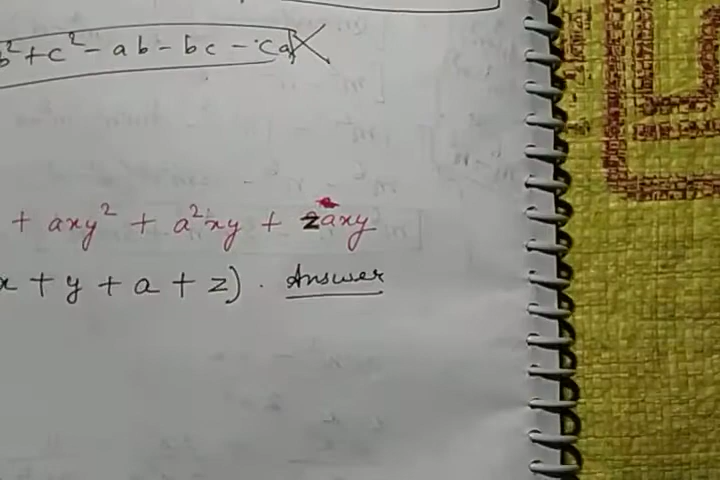 b²+c²-ab-bc-ca
+ axy² + a²xy + zaxy
x + y + a + z). Answer